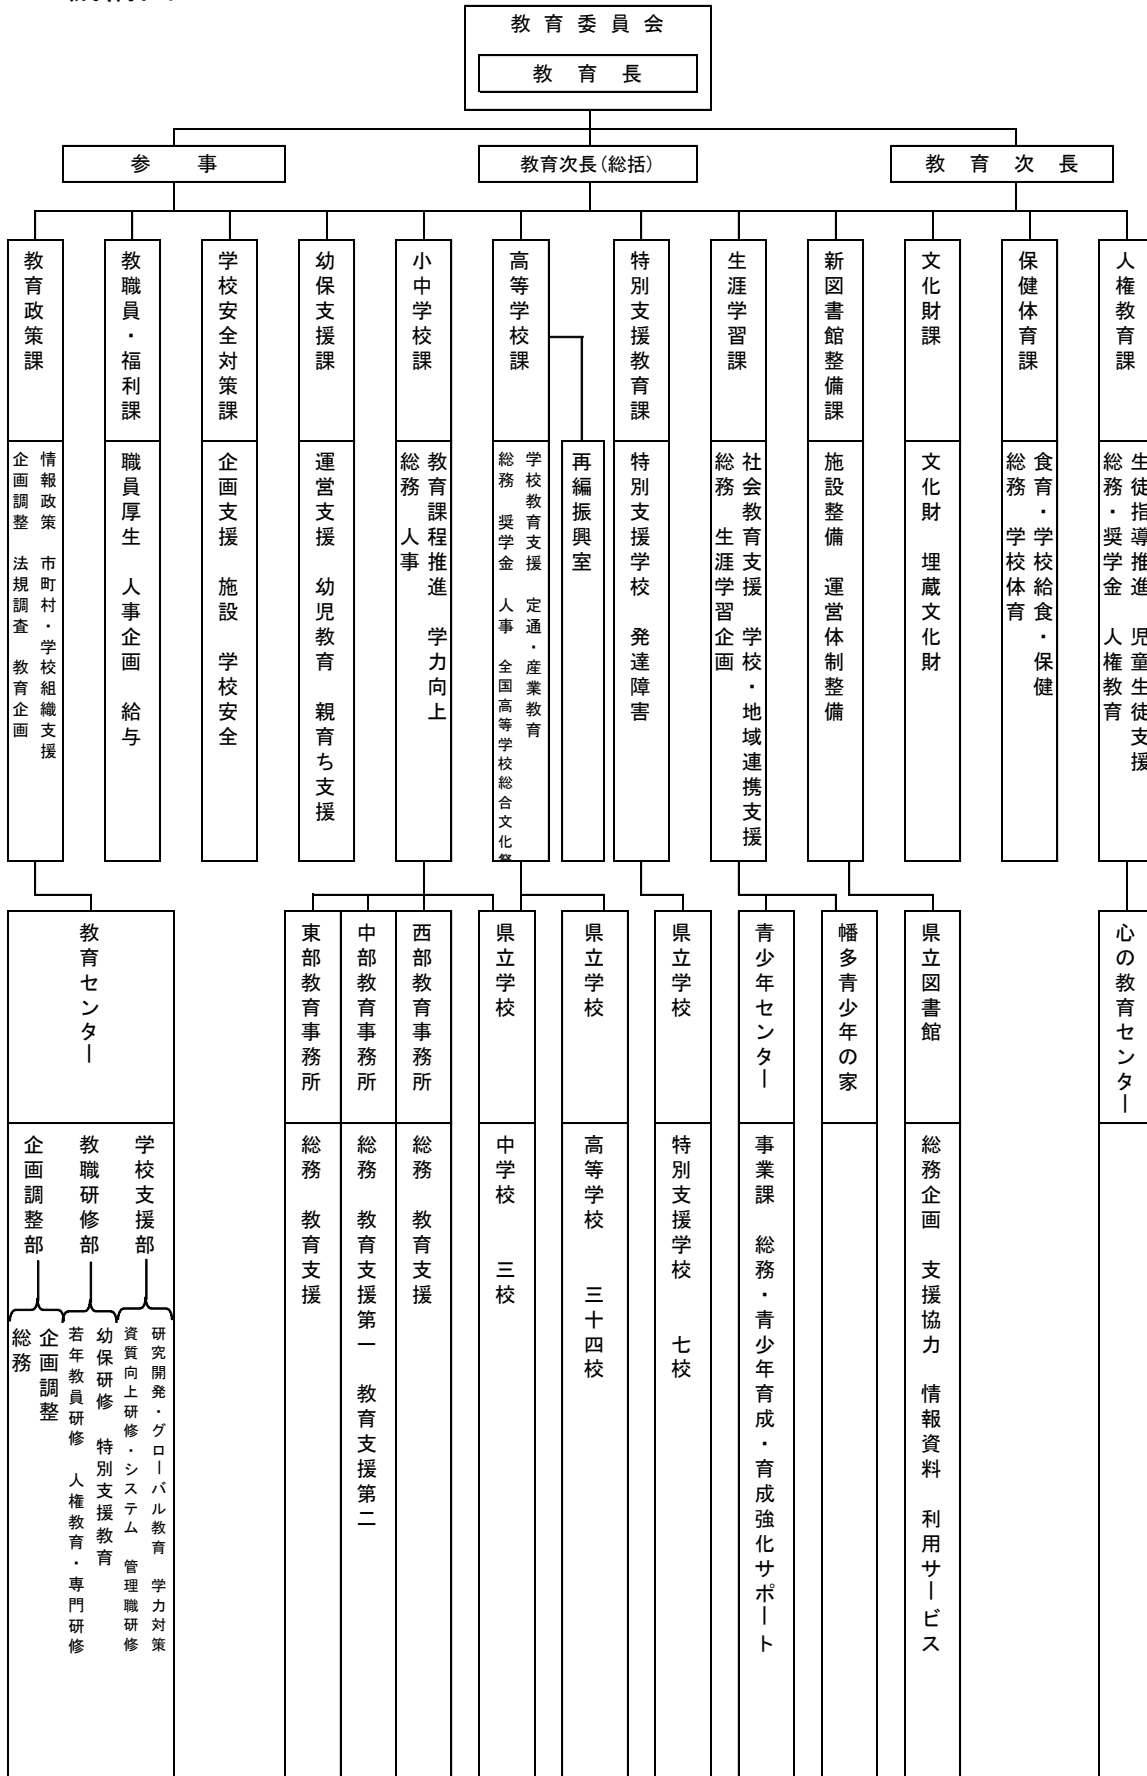 教育委員会
教育長
参事
教育次長(総括)
教育次長
教育政策課
情報政策 市町村・学校組織支援
企画調整 法規調査 教育企画
教職員・福利課
職員厚生 人事企画 給与
学校安全対策課
企画支援 施設 学校安全
幼保支援課
運営支援 幼児教育 親育ち支援
小中学校課
教育課程推進 学力向上
総務 人事
高等学校課
学校教育支援 定通・産業教育
総務 奨学金 人事 全国高等学校総合文化祭
再編振興室
特別支援教育課
特別支援学校 発達障害
生涯学習課
社会教育支援 学校・地域連携支援
総務 生涯学習企画
新図書館整備課
施設整備 運営体制整備
文化財課
文化財 埋蔵文化財
保健体育課
食育・学校給食・保健
総務 学校体育
人権教育課
生徒指導推進 児童生徒支援
総務・奨学金 人権教育
教育センター
学校支援部
研究開発・グローバル教育 学力対策
資質向上研修・システム 管理職研修
教職研修部
幼保研修 特別支援教育
若年教員研修 人権教育・専門研修
企画調整部
企画調整
総務
東部教育事務所
総務 教育支援
中部教育事務所
総務 教育支援第一 教育支援第二
西部教育事務所
総務 教育支援
県立学校
中学校 三校
県立学校
高等学校 三十四校
県立学校
特別支援学校 七校
青少年センター
事業課 総務・青少年育成・育成強化サポート
幡多青少年の家
県立図書館
総務企画 支援協力 情報資料 利用サービス
心の教育センター